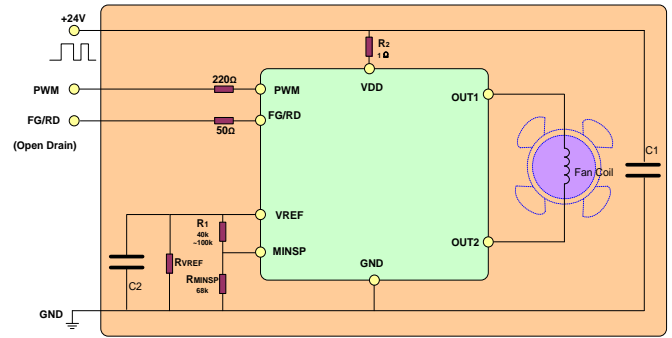 +24V
R2
1Ω
220Ω
PWM
PWM
VDD
OUT1
FG/RD
FG/RD
50Ω
(Open Drain)
C1
Fan Coil
VREF
R1
40k
~100k
MINSP
OUT2
RVREF
GND
RMINSP
68k
C2
GND